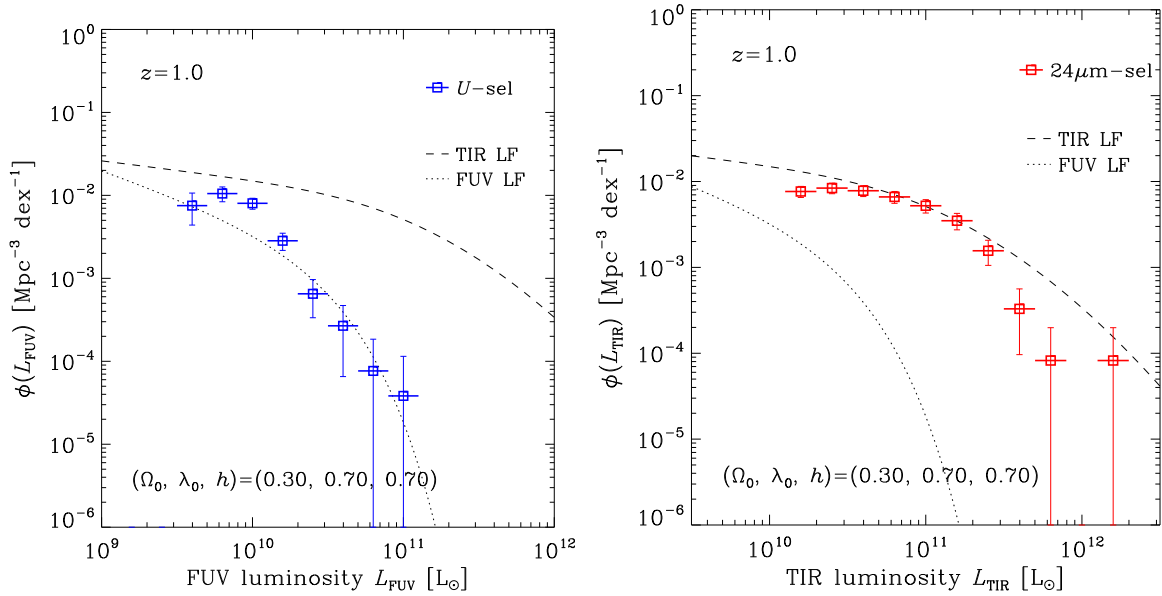 z=1.0
U-sel
TIR LF
FUV LF
(Ω₀, λ₀, h)=(0.30, 0.70, 0.70)
φ(L_FUV) [Mpc⁻³ dex⁻¹]
10⁰
10⁻¹
10⁻²
10⁻³
10⁻⁴
10⁻⁵
10⁻⁶
10⁹ 10¹⁰ 10¹¹ 10¹²
FUV luminosity L_FUV [L☉]
z=1.0
24μm-sel
TIR LF
FUV LF
(Ω₀, λ₀, h)=(0.30, 0.70, 0.70)
φ(L_TIR) [Mpc⁻³ dex⁻¹]
10⁰
10⁻¹
10⁻²
10⁻³
10⁻⁴
10⁻⁵
10⁻⁶
10¹⁰ 10¹¹ 10¹²
TIR luminosity L_TIR [L☉]